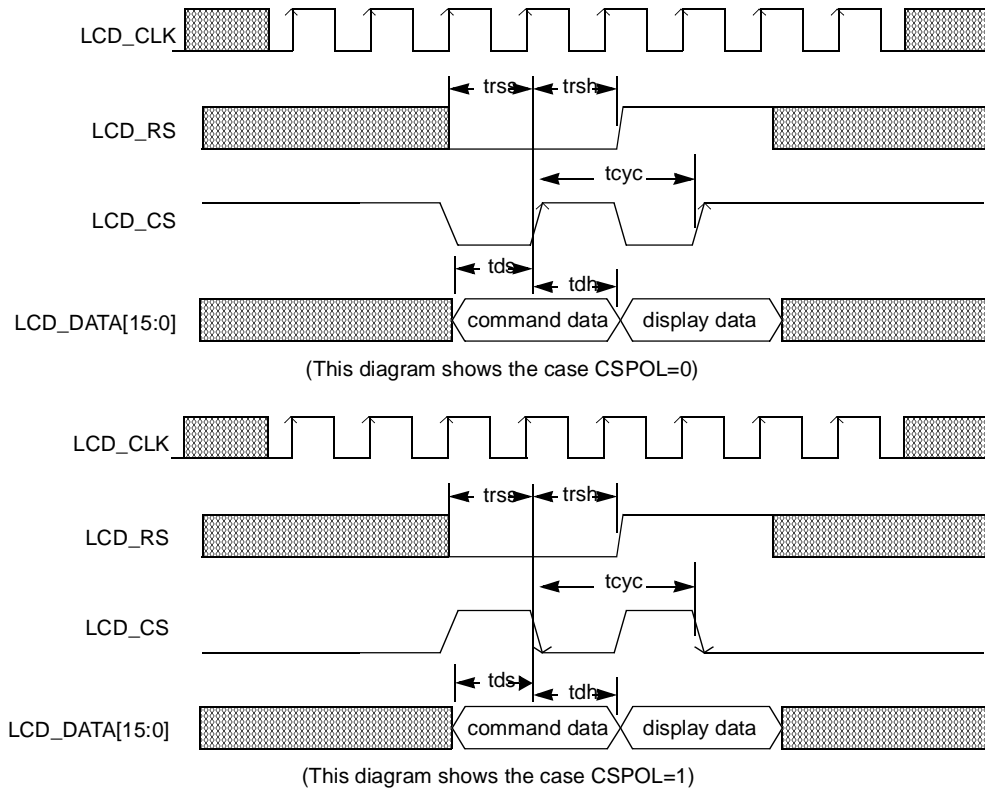 LCD_CLK
trss trsh
LCD_RS
tcyc
LCD_CS
tds
tdh
LCD_DATA[15:0] command data display data
(This diagram shows the case CSPOL=0)
LCD_CLK
trss trsh
LCD_RS
tcyc
LCD_CS
tds
tdh
LCD_DATA[15:0] command data display data
(This diagram shows the case CSPOL=1)